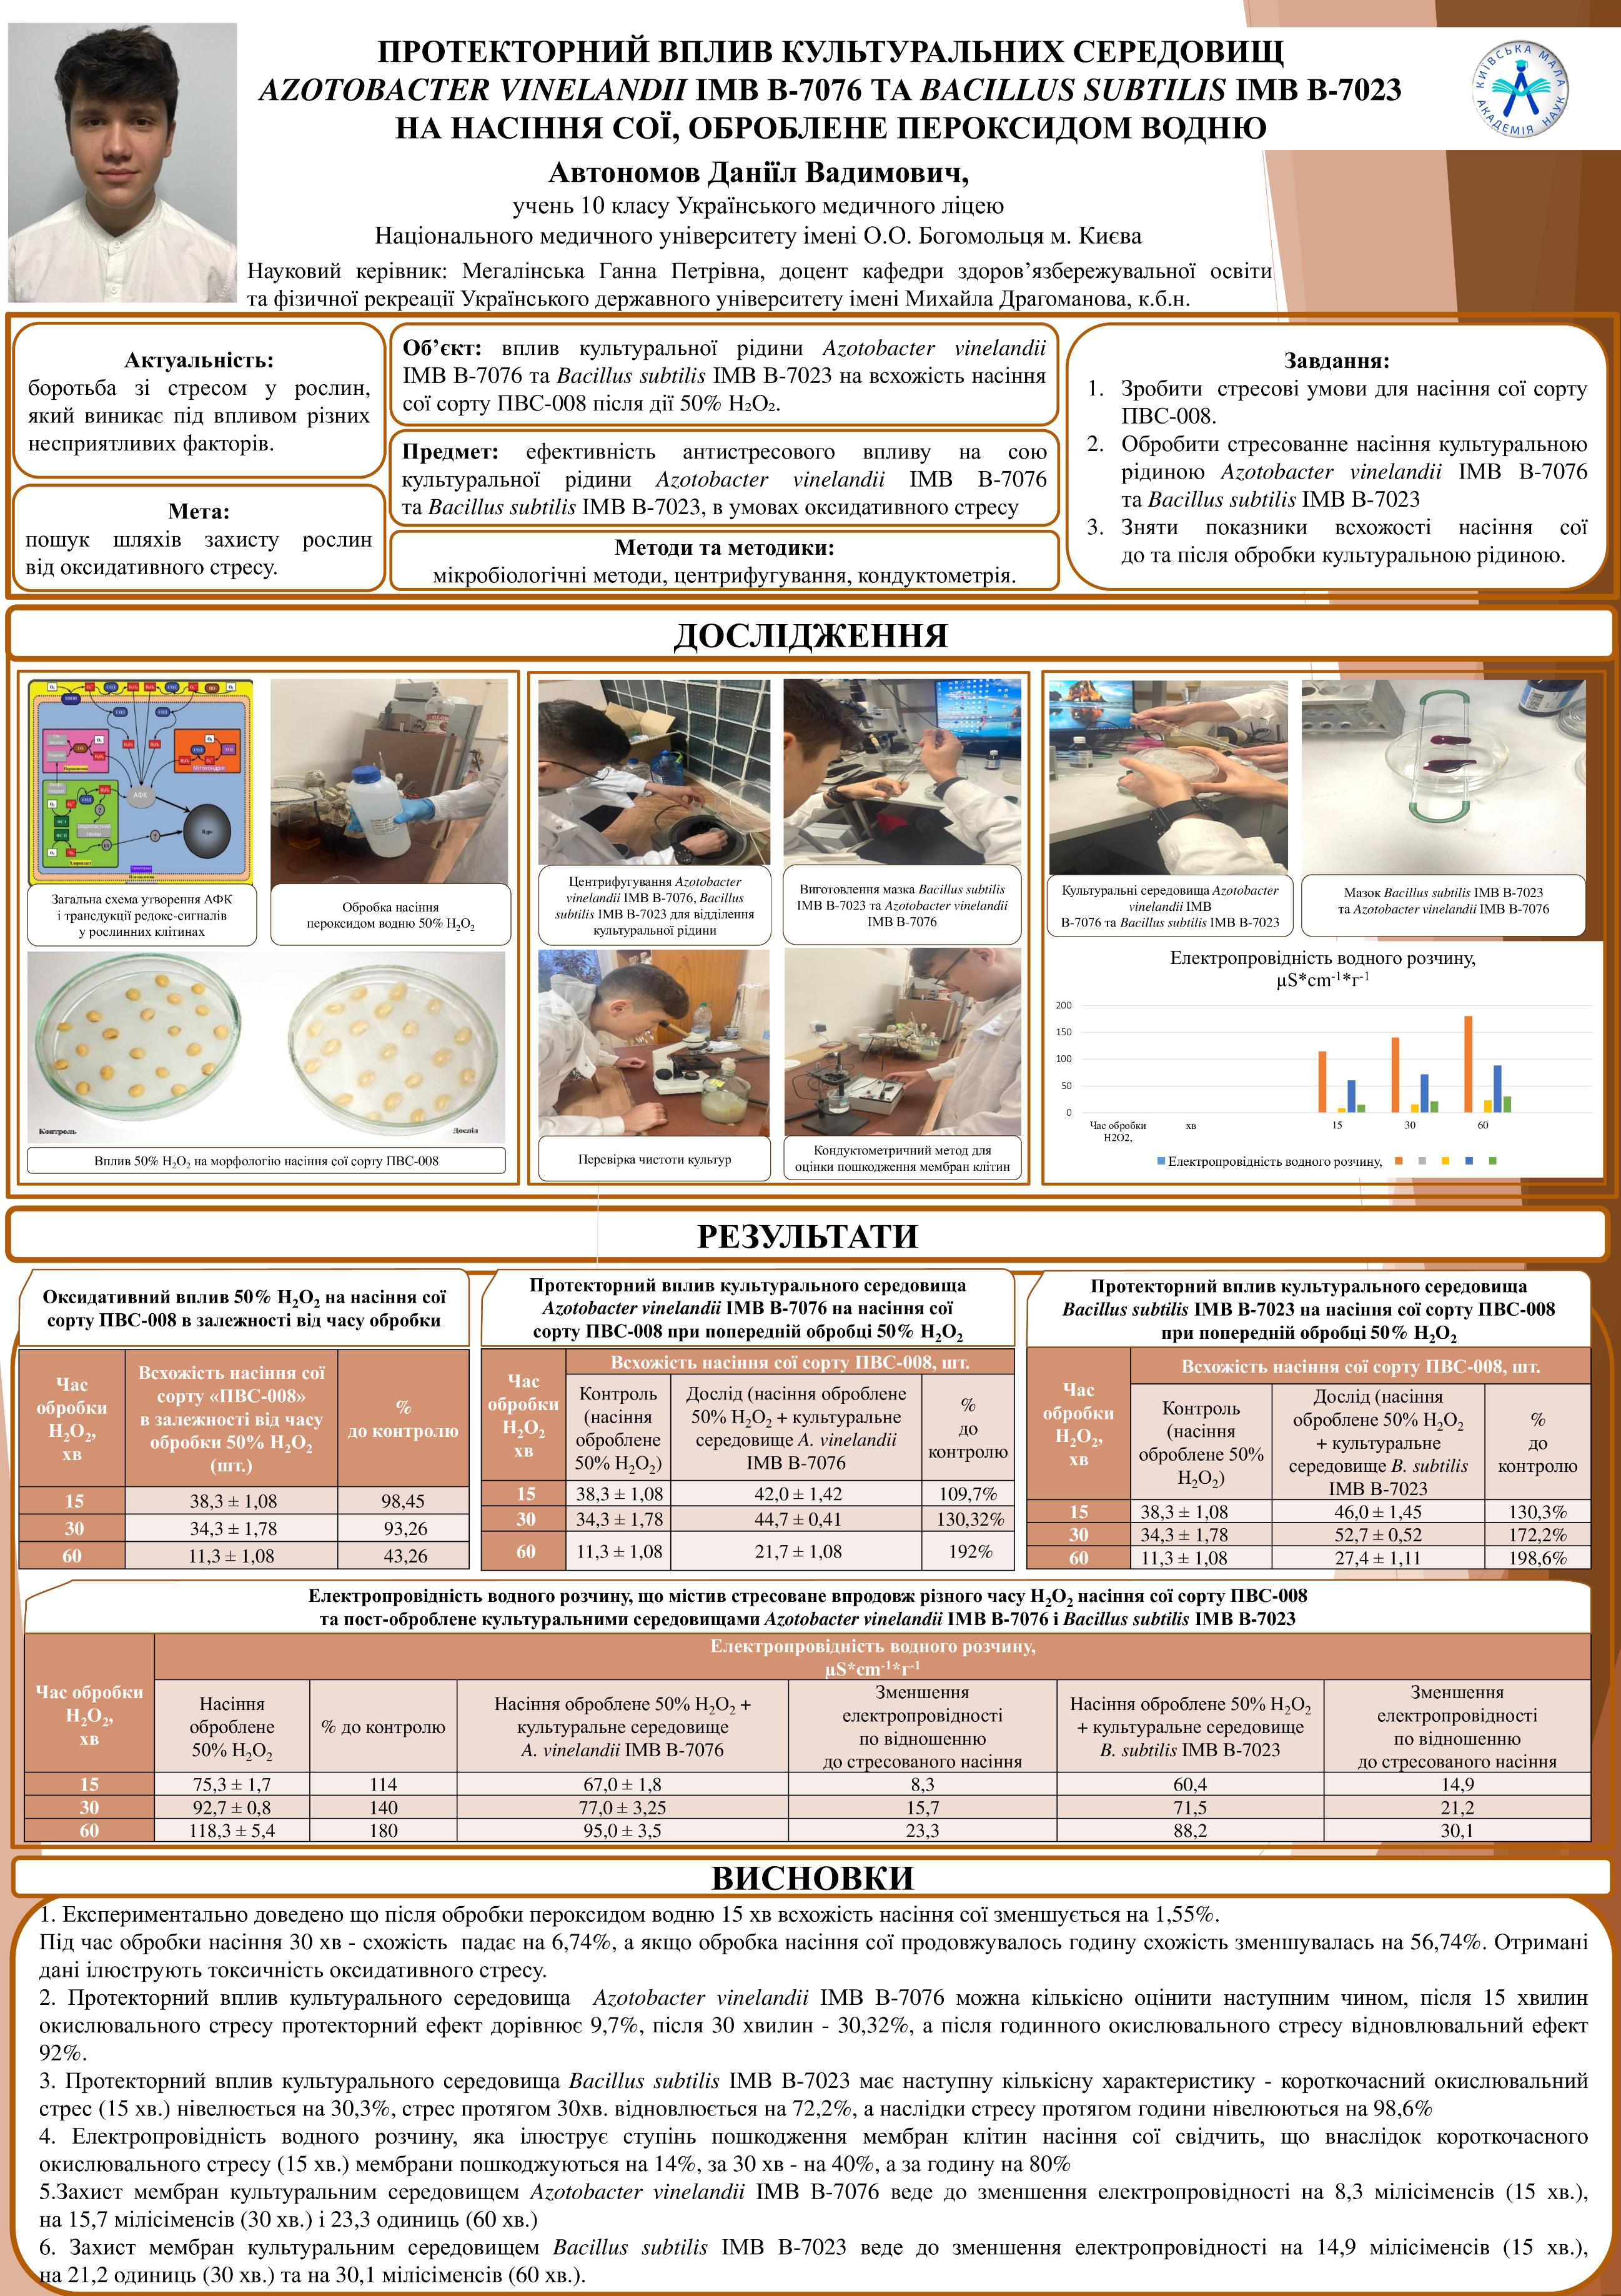 ПРОТЕКТОРНИЙ ВПЛИВ КУЛЬТУРАЛЬНИХ СЕРЕДОВИЩ
AZOTOBACTER VINELANDII ІМВ В-7076 ТА BACILLUS SUBTILIS ІМВ В-7023
НА НАСІННЯ СОЇ, ОБРОБЛЕНЕ ПЕРОКСИДОМ ВОДНЮ
КИЇВСЬКА МАЛА АКАДЕМІЯ НАУК
Автономов Даніїл Вадимович,
учень 10 класу Українського медичного ліцею
Національного медичного університету імені О.О. Богомольця м. Києва
Науковий керівник: Мегалінська Ганна Петрівна, доцент кафедри здоров’язбережувальної освіти
та фізичної рекреації Українського державного університету імені Михайла Драгоманова, к.б.н.
Актуальність:
боротьба зі стресом у рослин,
який виникає під впливом різних
несприятливих факторів.
Мета:
пошук шляхів захисту рослин
від оксидативного стресу.
Об’єкт: вплив культуральної рідини Azotobacter vinelandii
ІМВ В-7076 та Bacillus subtilis ІМВ В-7023 на всхожість насіння
сої сорту ПВС-008 після дії 50% H₂O₂.
Предмет: ефективність антистресового впливу на сою
культуральної рідини Azotobacter vinelandii ІМВ В-7076
та Bacillus subtilis ІМВ В-7023, в умовах оксидативного стресу
Методи та методики:
мікробіологічні методи, центрифугування, кондуктометрія.
Завдання:
1. Зробити стресові умови для насіння сої сорту
ПВС-008.
2. Обробити стресованне насіння культуральною
рідиною Azotobacter vinelandii ІМВ В-7076
та Bacillus subtilis ІМВ В-7023
3. Зняти показники всхожості насіння сої
до та після обробки культуральною рідиною.
ДОСЛІДЖЕННЯ
АФК
Ядро
Мітохондрія
Загальна схема утворення АФК
і трансдукції редокс-сигналів
у рослинних клітинах
Обробка насіння
пероксидом водню 50% H₂O₂
Контроль
Дослід
Вплив 50% H₂O₂ на морфологію насіння сої сорту ПВС-008
Центрифугування Azotobacter
vinelandii ІМВ В-7076, Bacillus
subtilis ІМВ В-7023 для відділення
культуральної рідини
Виготовлення мазка Bacillus subtilis
ІМВ В-7023 та Azotobacter vinelandii
ІМВ В-7076
Перевірка чистоти культур
Кондуктометричний метод для
оцінки пошкодження мембран клітин
Культуральні середовища Azotobacter
vinelandii ІМВ
В-7076 та Bacillus subtilis ІМВ В-7023
Мазок Bacillus subtilis ІМВ В-7023
та Azotobacter vinelandii ІМВ В-7076
Електропровідність водного розчину,
μS*cm⁻¹*г⁻¹
200
150
100
50
0
Час обробки
H2O2,
хв
15
30
60
Електропровідність водного розчину,
РЕЗУЛЬТАТИ
Оксидативний вплив 50% H₂O₂ на насіння сої
сорту ПВС-008 в залежності від часу обробки
Час
обробки
H₂O₂,
хв
Всхожість насіння сої
сорту «ПВС-008»
в залежності від часу
обробки 50% H₂O₂
(шт.)
%
до контролю
15 38,3 ± 1,08 98,45
30 34,3 ± 1,78 93,26
60 11,3 ± 1,08 43,26
Протекторний вплив культурального середовища
Azotobacter vinelandii ІМВ В-7076 на насіння сої
сорту ПВС-008 при попередній обробці 50% H₂O₂
Час
обробки
H₂O₂
хв
Всхожість насіння сої сорту ПВС-008, шт.
Контроль
(насіння
оброблене
50% H₂O₂)
Дослід (насіння оброблене
50% H₂O₂ + культуральне
середовище A. vinelandii
ІМВ В-7076
%
до
контролю
15 38,3 ± 1,08 42,0 ± 1,42 109,7%
30 34,3 ± 1,78 44,7 ± 0,41 130,32%
60 11,3 ± 1,08 21,7 ± 1,08 192%
Протекторний вплив культурального середовища
Bacillus subtilis ІМВ В-7023 на насіння сої сорту ПВС-008
при попередній обробці 50% H₂O₂
Час
обробки
H₂O₂,
хв
Всхожість насіння сої сорту ПВС-008, шт.
Контроль
(насіння
оброблене 50%
H₂O₂)
Дослід (насіння
оброблене 50% H₂O₂
+ культуральне
середовище B. subtilis
ІМВ В-7023
%
до
контролю
15 38,3 ± 1,08 46,0 ± 1,45 130,3%
30 34,3 ± 1,78 52,7 ± 0,52 172,2%
60 11,3 ± 1,08 27,4 ± 1,11 198,6%
Електропровідність водного розчину, що містив стресоване впродовж різного часу H₂O₂ насіння сої сорту ПВС-008
та пост-оброблене культуральними середовищами Azotobacter vinelandii ІМВ В-7076 і Bacillus subtilis ІМВ В-7023
Час обробки
H₂O₂,
хв
Електропровідність водного розчину,
μS*cm⁻¹*г⁻¹
Насіння
оброблене
50% H₂O₂
% до контролю
Насіння оброблене 50% H₂O₂ +
культуральне середовище
A. vinelandii ІМВ В-7076
Зменшення
електропровідності
по відношенню
до стресованого насіння
Насіння оброблене 50% H₂O₂
+ культуральне середовище
B. subtilis ІМВ В-7023
Зменшення
електропровідності
по відношенню
до стресованого насіння
15 75,3 ± 1,7 114 67,0 ± 1,8 8,3 60,4 14,9
30 92,7 ± 0,8 140 77,0 ± 3,25 15,7 71,5 21,2
60 118,3 ± 5,4 180 95,0 ± 3,5 23,3 88,2 30,1
ВИСНОВКИ
1. Експериментально доведено що після обробки пероксидом водню 15 хв всхожість насіння сої зменшується на 1,55%.
Під час обробки насіння 30 хв - схожість падає на 6,74%, а якщо обробка насіння сої продовжувалось годину схожість зменшувалась на 56,74%. Отримані
дані ілюструють токсичність оксидативного стресу.
2. Протекторний вплив культурального середовища Azotobacter vinelandii ІМВ В-7076 можна кількісно оцінити наступним чином, після 15 хвилин
окислювального стресу протекторний ефект дорівнює 9,7%, після 30 хвилин - 30,32%, а після годинного окислювального стресу відновлювальний ефект
92%.
3. Протекторний вплив культурального середовища Bacillus subtilis ІМВ В-7023 має наступну кількісну характеристику - короткочасний окислювальний
стрес (15 хв.) нівелюється на 30,3%, стрес протягом 30хв. відновлюється на 72,2%, а наслідки стресу протягом години нівелюються на 98,6%
4. Електропровідність водного розчину, яка ілюструє ступінь пошкодження мембран клітин насіння сої свідчить, що внаслідок короткочасного
окислювального стресу (15 хв.) мембрани пошкоджуються на 14%, за 30 хв - на 40%, а за годину на 80%
5.Захист мембран культуральним середовищем Azotobacter vinelandii ІМВ В-7076 веде до зменшення електропровідності на 8,3 мілісіменсів (15 хв.),
на 15,7 мілісіменсів (30 хв.) і 23,3 одиниць (60 хв.)
6. Захист мембран культуральним середовищем Bacillus subtilis ІМВ В-7023 веде до зменшення електропровідності на 14,9 мілісіменсів (15 хв.),
на 21,2 одиниць (30 хв.) та на 30,1 мілісіменсів (60 хв.).